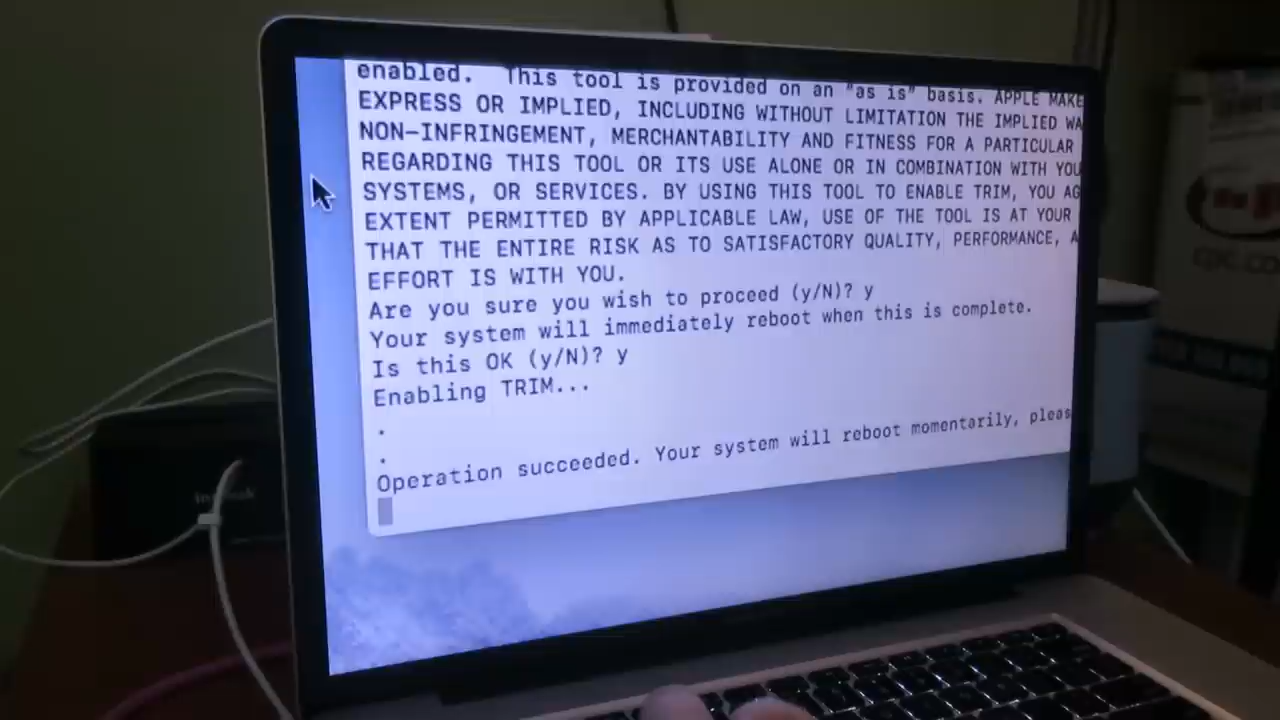 enabled.  This tool is provided on an "as is" basis. APPLE MAKE
EXPRESS OR IMPLIED, INCLUDING WITHOUT LIMITATION THE IMPLIED WA
NON-INFRINGEMENT, MERCHANTABILITY AND FITNESS FOR A PARTICULAR
REGARDING THIS TOOL OR ITS USE ALONE OR IN COMBINATION WITH YOU
SYSTEMS, OR SERVICES. BY USING THIS TOOL TO ENABLE TRIM, YOU AG
EXTENT PERMITTED BY APPLICABLE LAW, USE OF THE TOOL IS AT YOUR
THAT THE ENTIRE RISK AS TO SATISFACTORY QUALITY, PERFORMANCE, A
EFFORT IS WITH YOU.
Are you sure you wish to proceed (y/N)? y
Your system will immediately reboot when this is complete.
Is this OK (y/N)? y
Enabling TRIM...
.
.
Operation succeeded. Your system will reboot momentarily, pleas